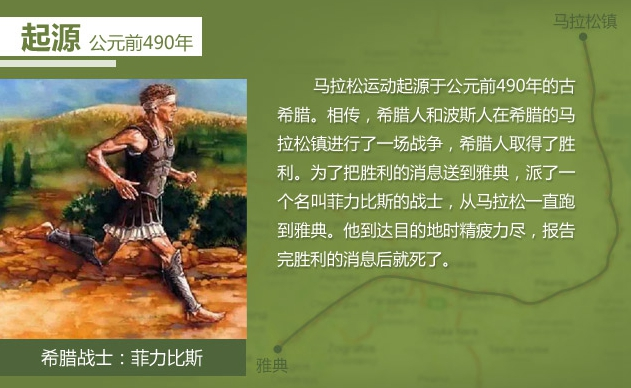 起源 公元前490年
马拉松镇
马拉松运动起源于公元前490年的古
希腊。相传，希腊人和波斯人在希腊的马
拉松镇进行了一场战争，希腊人取得了胜
利。为了把胜利的消息送到雅典，派了一
个名叫菲力比斯的战士，从马拉松一直跑
到雅典。他到达目的地时精疲力尽，报告
完胜利的消息后就死了。
希腊战士：菲力比斯
雅典